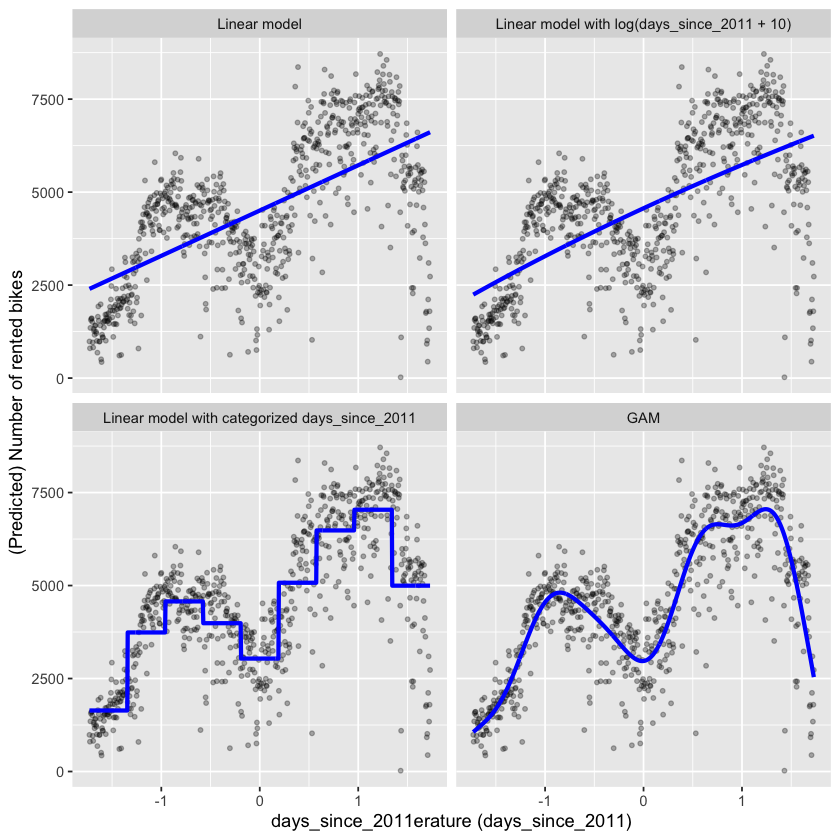 Linear model
Linear model with log(days_since_2011 + 10)
7500
5000
2500
0
Linear model with categorized days_since_2011
GAM
7500
5000
2500
0
-1
0
1
-1
0
1
days_since_2011erature (days_since_2011)
(Predicted) Number of rented bikes